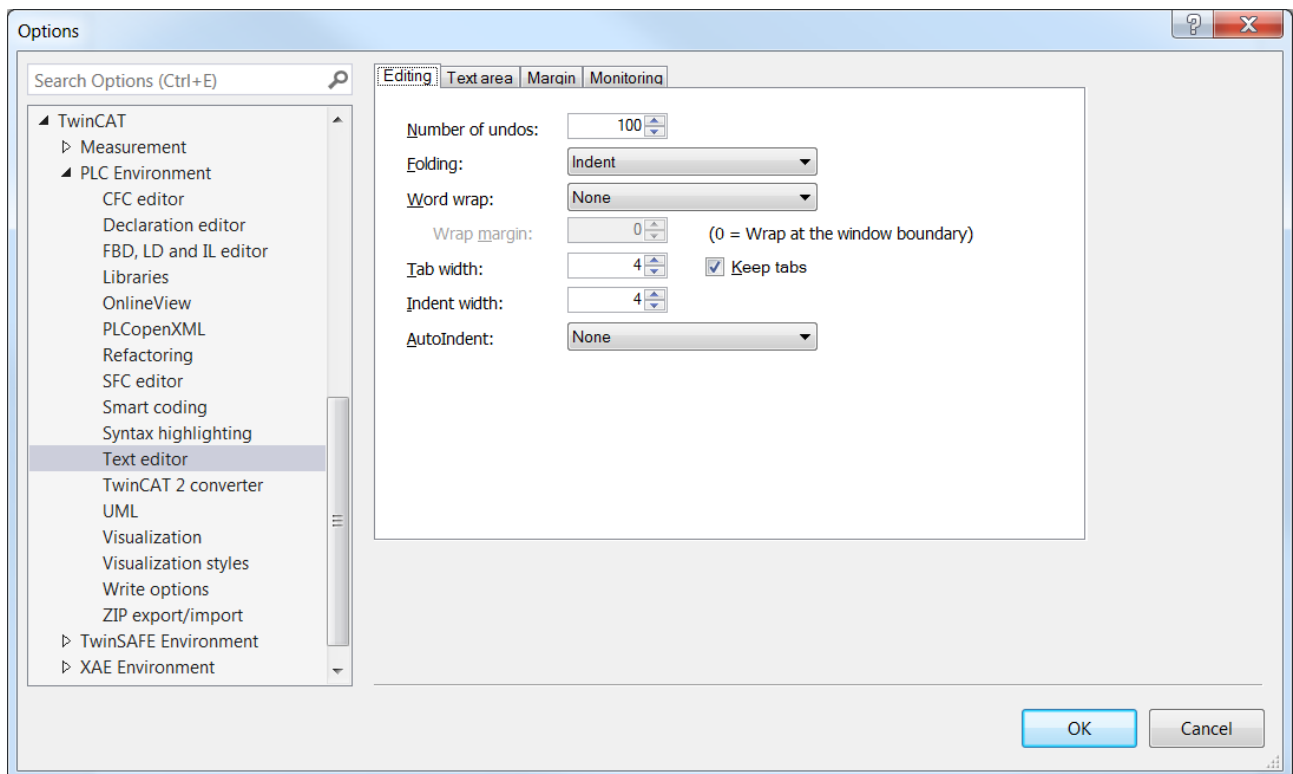 Options
Search Options (Ctrl+E)
TwinCAT
Measurement
PLC Environment
CFC editor
Declaration editor
FBD, LD and IL editor
Libraries
OnlineView
PLCopenXML
Refactoring
SFC editor
Smart coding
Syntax highlighting
Text editor
TwinCAT 2 converter
UML
Visualization
Visualization styles
Write options
ZIP export/import
TwinSAFE Environment
XAE Environment
Editing Text area Margin Monitoring
Number of undos: 100
Folding: Indent
Word wrap: None
Wrap margin: 0 (0 = Wrap at the window boundary)
Tab width: 4 Keep tabs
Indent width: 4
AutoIndent: None
OK Cancel